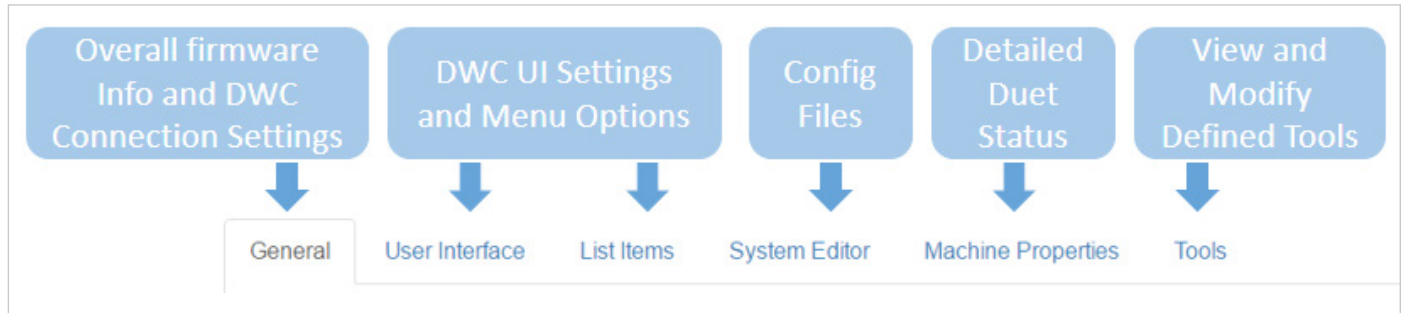 Overall firmware
Info and DWC
Connection Settings
DWC UI Settings
and Menu Options
Config
Files
Detailed
Duet
Status
View and
Modify
Defined Tools
General
User Interface
List Items
System Editor
Machine Properties
Tools